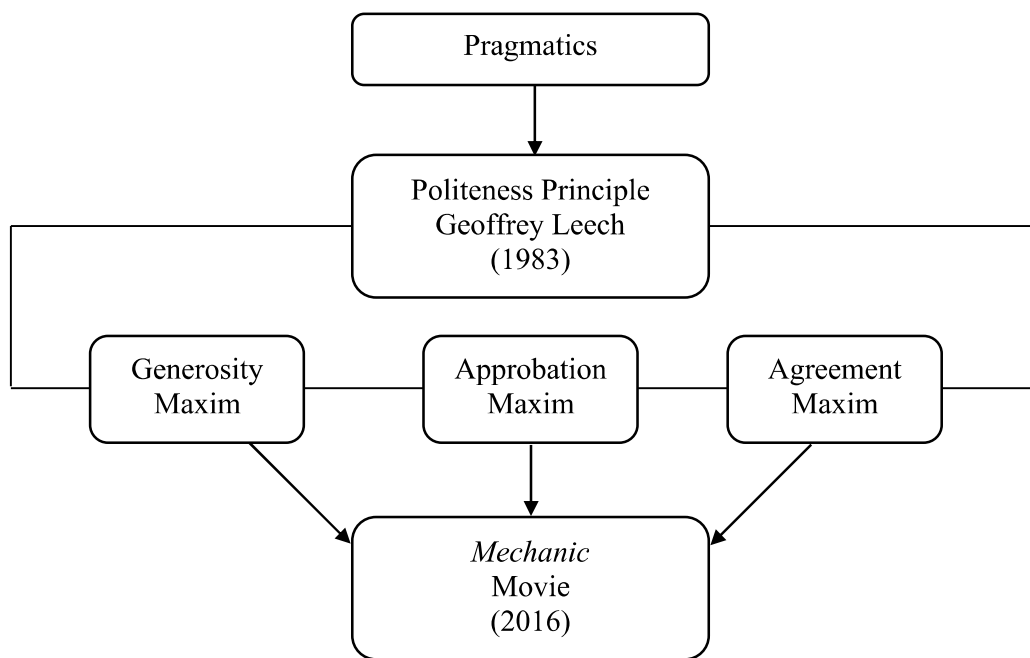 Pragmatics
Politeness Principle
Geoffrey Leech
(1983)
Generosity
Maxim
Approbation
Maxim
Agreement
Maxim
Mechanic
Movie
(2016)